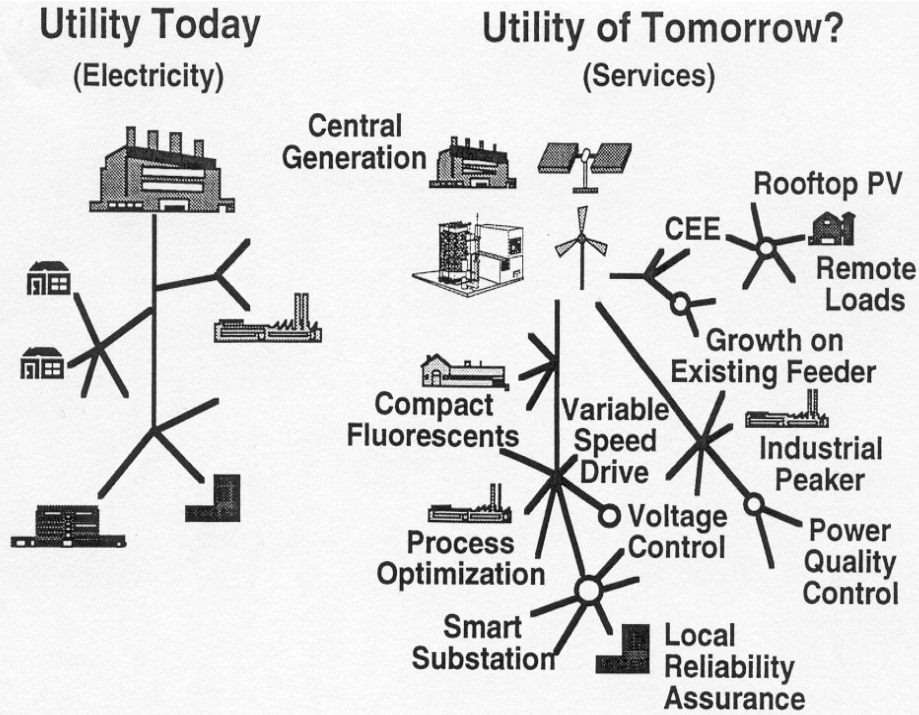 Utility Today
(Electricity)
Utility of Tomorrow?
(Services)
Central
Generation
Rooftop PV
CEE
Remote
Loads
Growth on
Existing Feeder
Compact
Fluorescents
Variable
Speed
Drive
Industrial
Peaker
Process
Optimization
Voltage
Control
Power
Quality
Control
Smart
Substation
Local
Reliability
Assurance